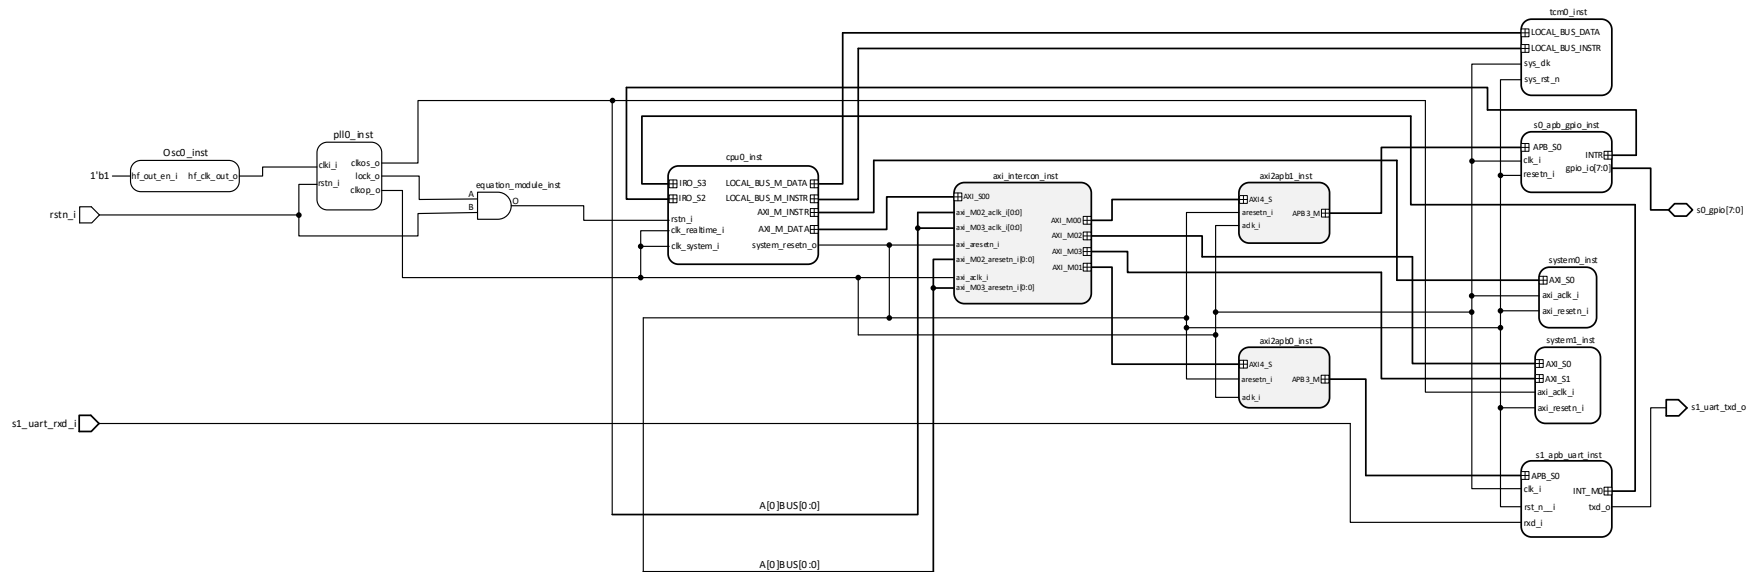 tcm0_inst
LOCAL_BUS_DATA
LOCAL_BUS_INSTR
sys_clk
sys_rst_n
s0_apb_gpio_inst
APB_S0
INTR
clk_i
gpio_io[7:0]
resetn_i
s0_gpio[7:0]
pll0_inst
clki_i
clkos_o
lock_o
rstn_i
clkop_o
Osc0_inst
1'b1
hf_out_en_i
hf_clk_out_o
rstn_i
equation_module_inst
A
B
O
cpu0_inst
IRO_S3
LOCAL_BUS_M_DATA
IRO_S2
LOCAL_BUS_M_INSTR
AXI_M_INSTR
rstn_i
AXI_M_DATA
clk_realtime_i
clk_system_i
system_resetn_o
axi_intercon_inst
AXI_S00
axi_M02_aclk_i[0:0]
AXI_M00
axi_M03_aclk_i[0:0]
AXI_M02
axi_aresetn_i
AXI_M03
axi_M02_aresetn_i[0:0]
AXI_M01
axi_aclk_i
axi_M03_aresetn_i[0:0]
axi2apb1_inst
AXI4_S
aresetn_i
APB3_M
aclk_i
system0_inst
AXI_S0
axi_aclk_i
axi_resetn_i
axi2apb0_inst
AXI4_S
aresetn_i
APB3_M
aclk_i
system1_inst
AXI_S0
AXI_S1
axi_aclk_i
axi_resetn_i
s1_uart_txd_o
s1_uart_rxd_i
s1_apb_uart_inst
APB_S0
clk_i
INT_M0
rst_n__i
txd_o
rxd_i
A[0]BUS[0:0]
A[0]BUS[0:0]